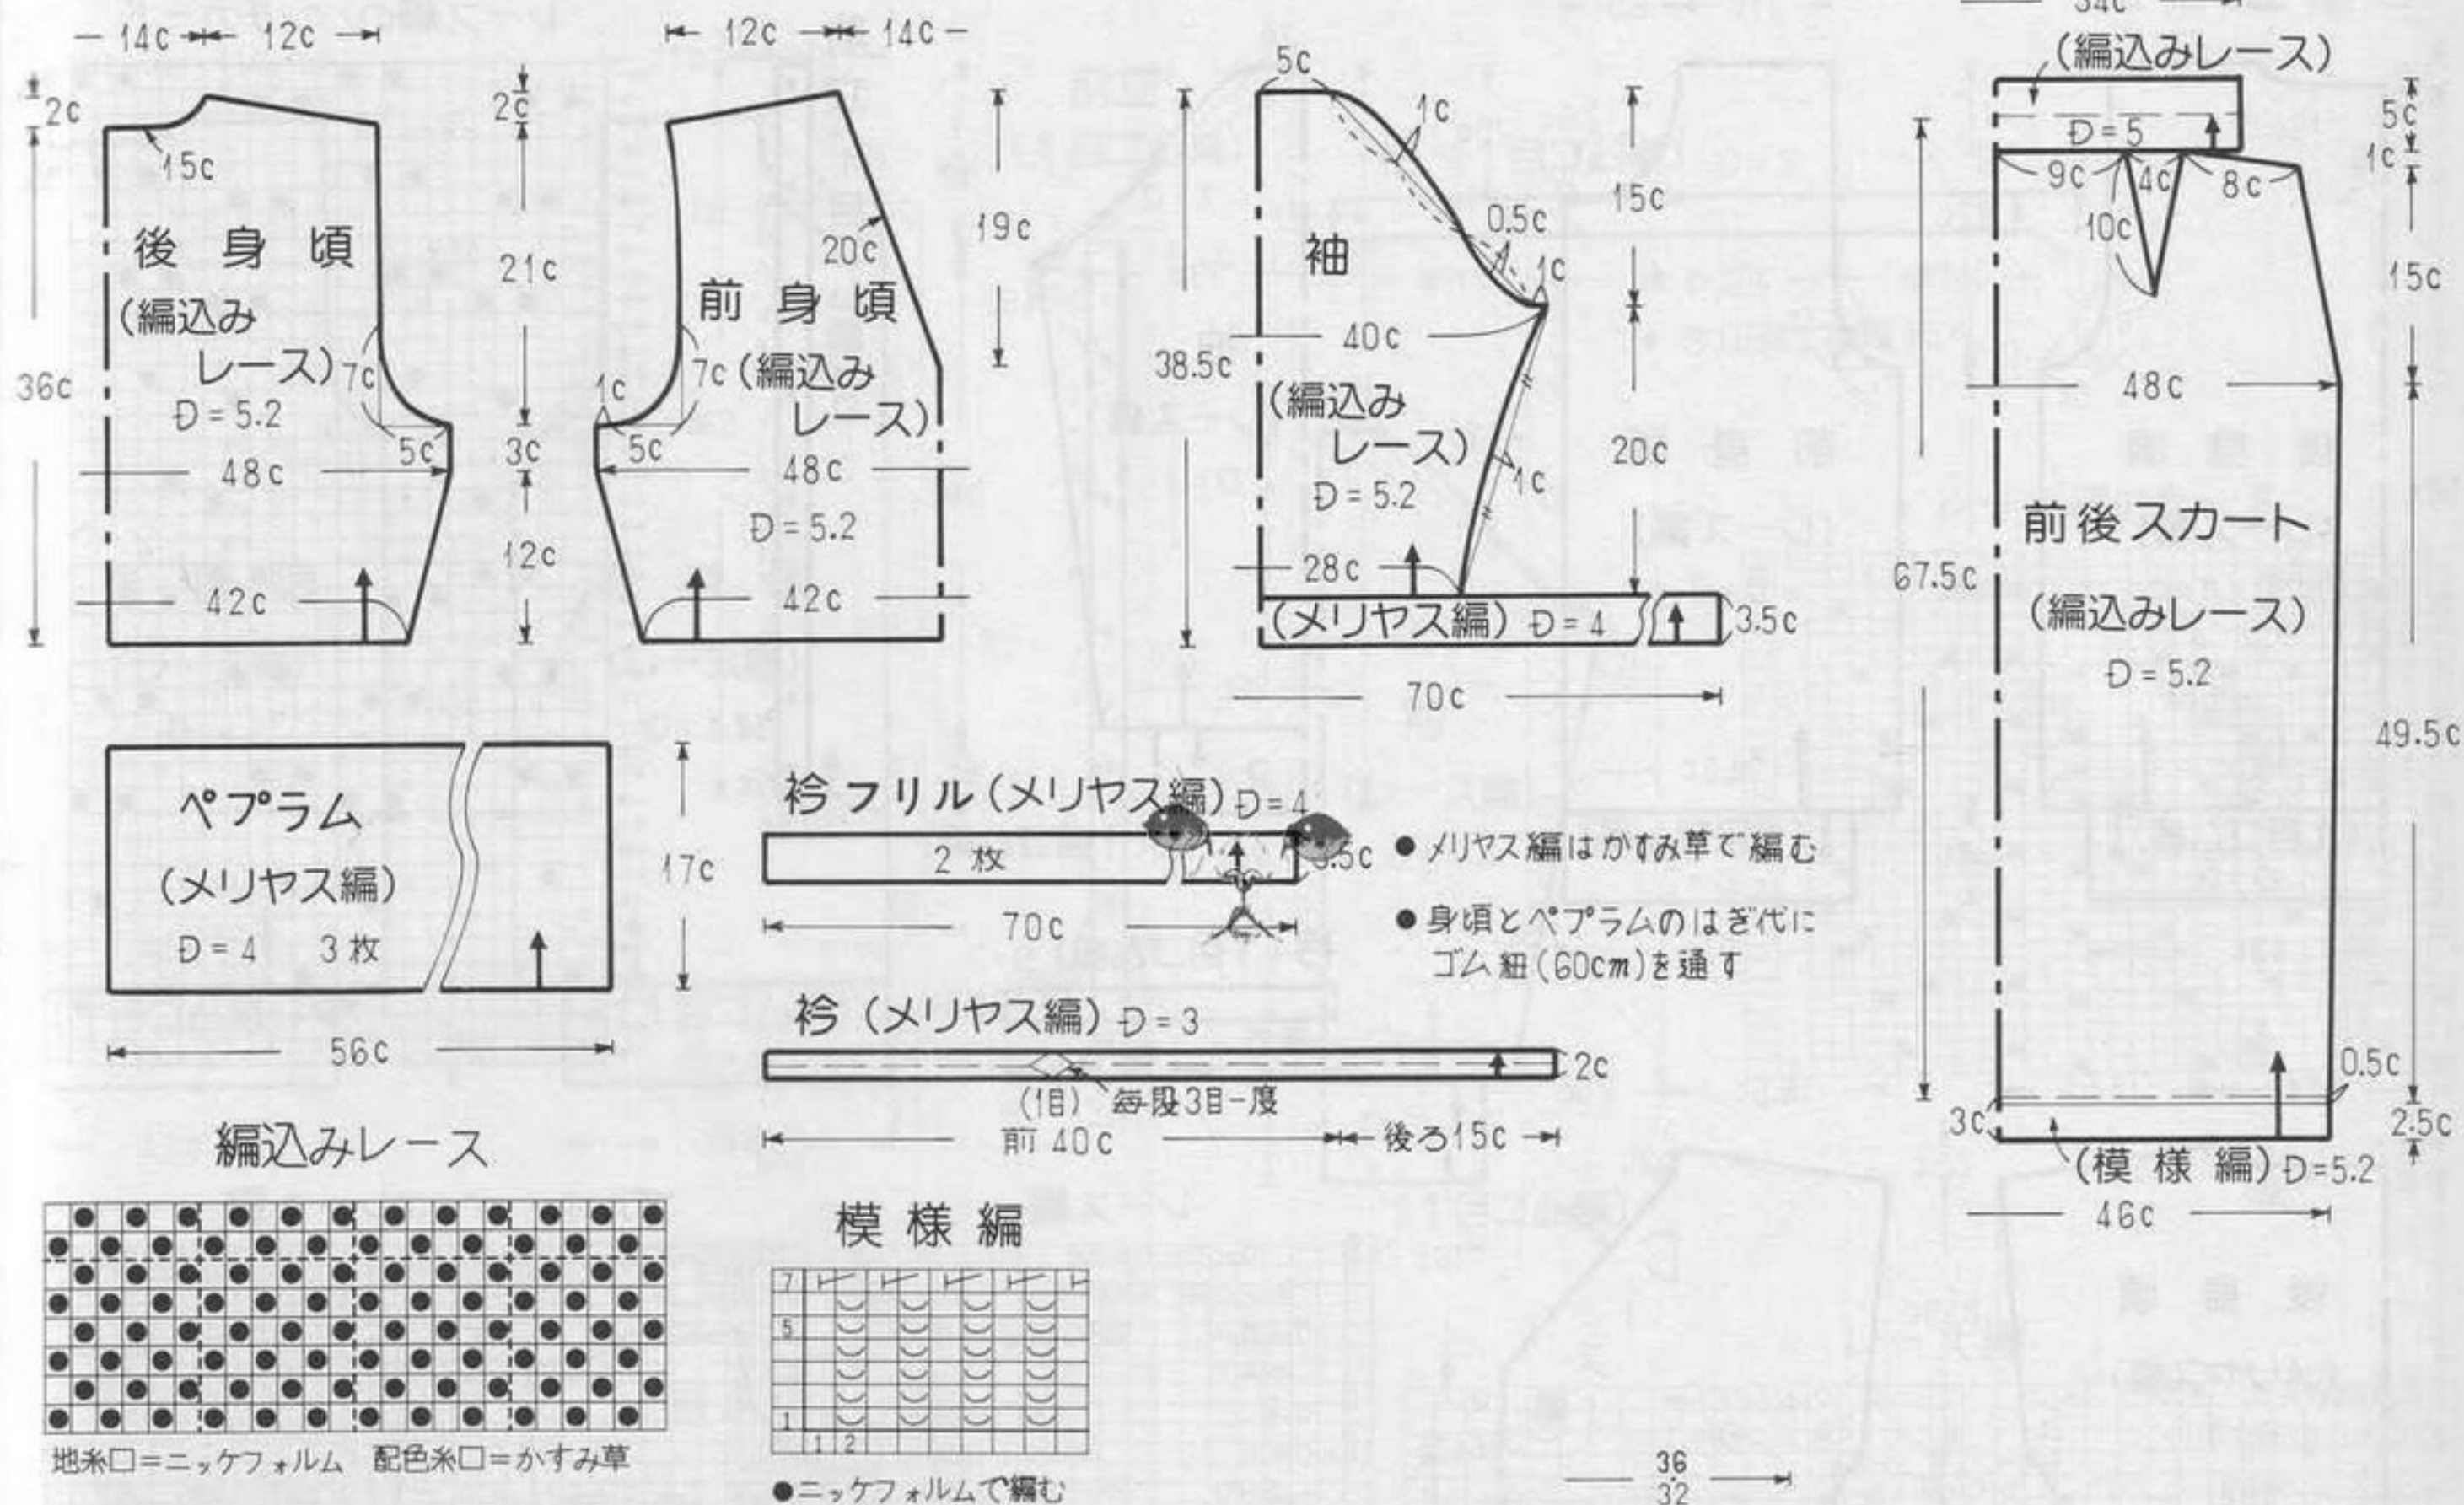 14c 12c
2c
36c
15c
後身頃
(編込み
レース)
D=5.2
7c
5c
48c
42c
2c
21c
3c
12c
12c 14c
19c
20c
前身頃
(編込み
レース)
D=5.2
1c
7c
5c
48c
42c
5c
1c
0.5c
1c
袖
40c
(編込み
レース)
D=5.2
1c
28c
38.5c
15c
20c
(メリヤス編) D=4
3.5c
70c
34c
(編込みレース)
D=5
5c
1c
9c 4c 8c
10c
15c
48c
前後スカート
(編込みレース)
D=5.2
67.5c
49.5c
0.5c
3c
2.5c
(模様編) D=5.2
46c
ペプラム
(メリヤス編)
D=4 3枚
17c
56c
衿フリル(メリヤス編) D=4
2枚
70c
●メリヤス編はかすみ草で編む
●身頃とペプラムのはぎ代に
ゴム紐(60cm)を通す
衿(メリヤス編) D=3
2c
(1目) 毎段3目一度
前40c 後ろ15c
編込みレース
地糸□=ニッケフォルム 配色糸□=かすみ草
模様編
7
5
1
1 2
●ニッケフォルムで編む
36
32